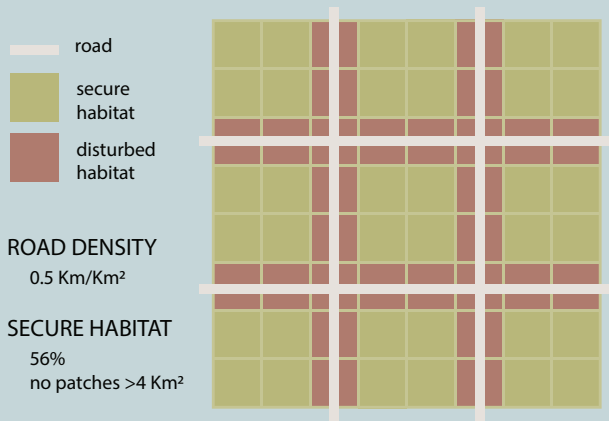 road
secure
habitat
disturbed
habitat
ROAD DENSITY
0.5 Km/Km²
SECURE HABITAT
56%
no patches >4 Km²